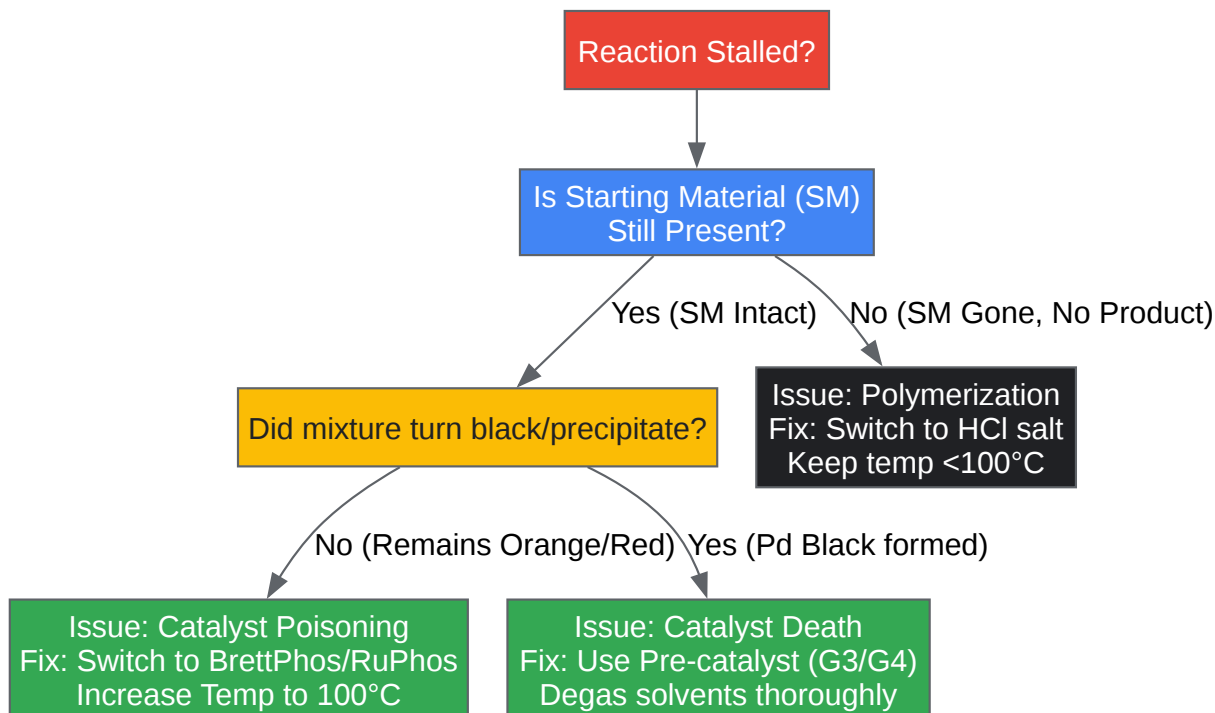 Reaction Stalled?
Is Starting Material (SM)
Still Present?
Yes (SM Intact)
No (SM Gone, No Product)
Did mixture turn black/precipitate?
Issue: Polymerization
Fix: Switch to HCl salt
Keep temp <100°C
No (Remains Orange/Red)
Yes (Pd Black formed)
Issue: Catalyst Poisoning
Fix: Switch to BrettPhos/RuPhos
Increase Temp to 100°C
Issue: Catalyst Death
Fix: Use Pre-catalyst (G3/G4)
Degas solvents thoroughly